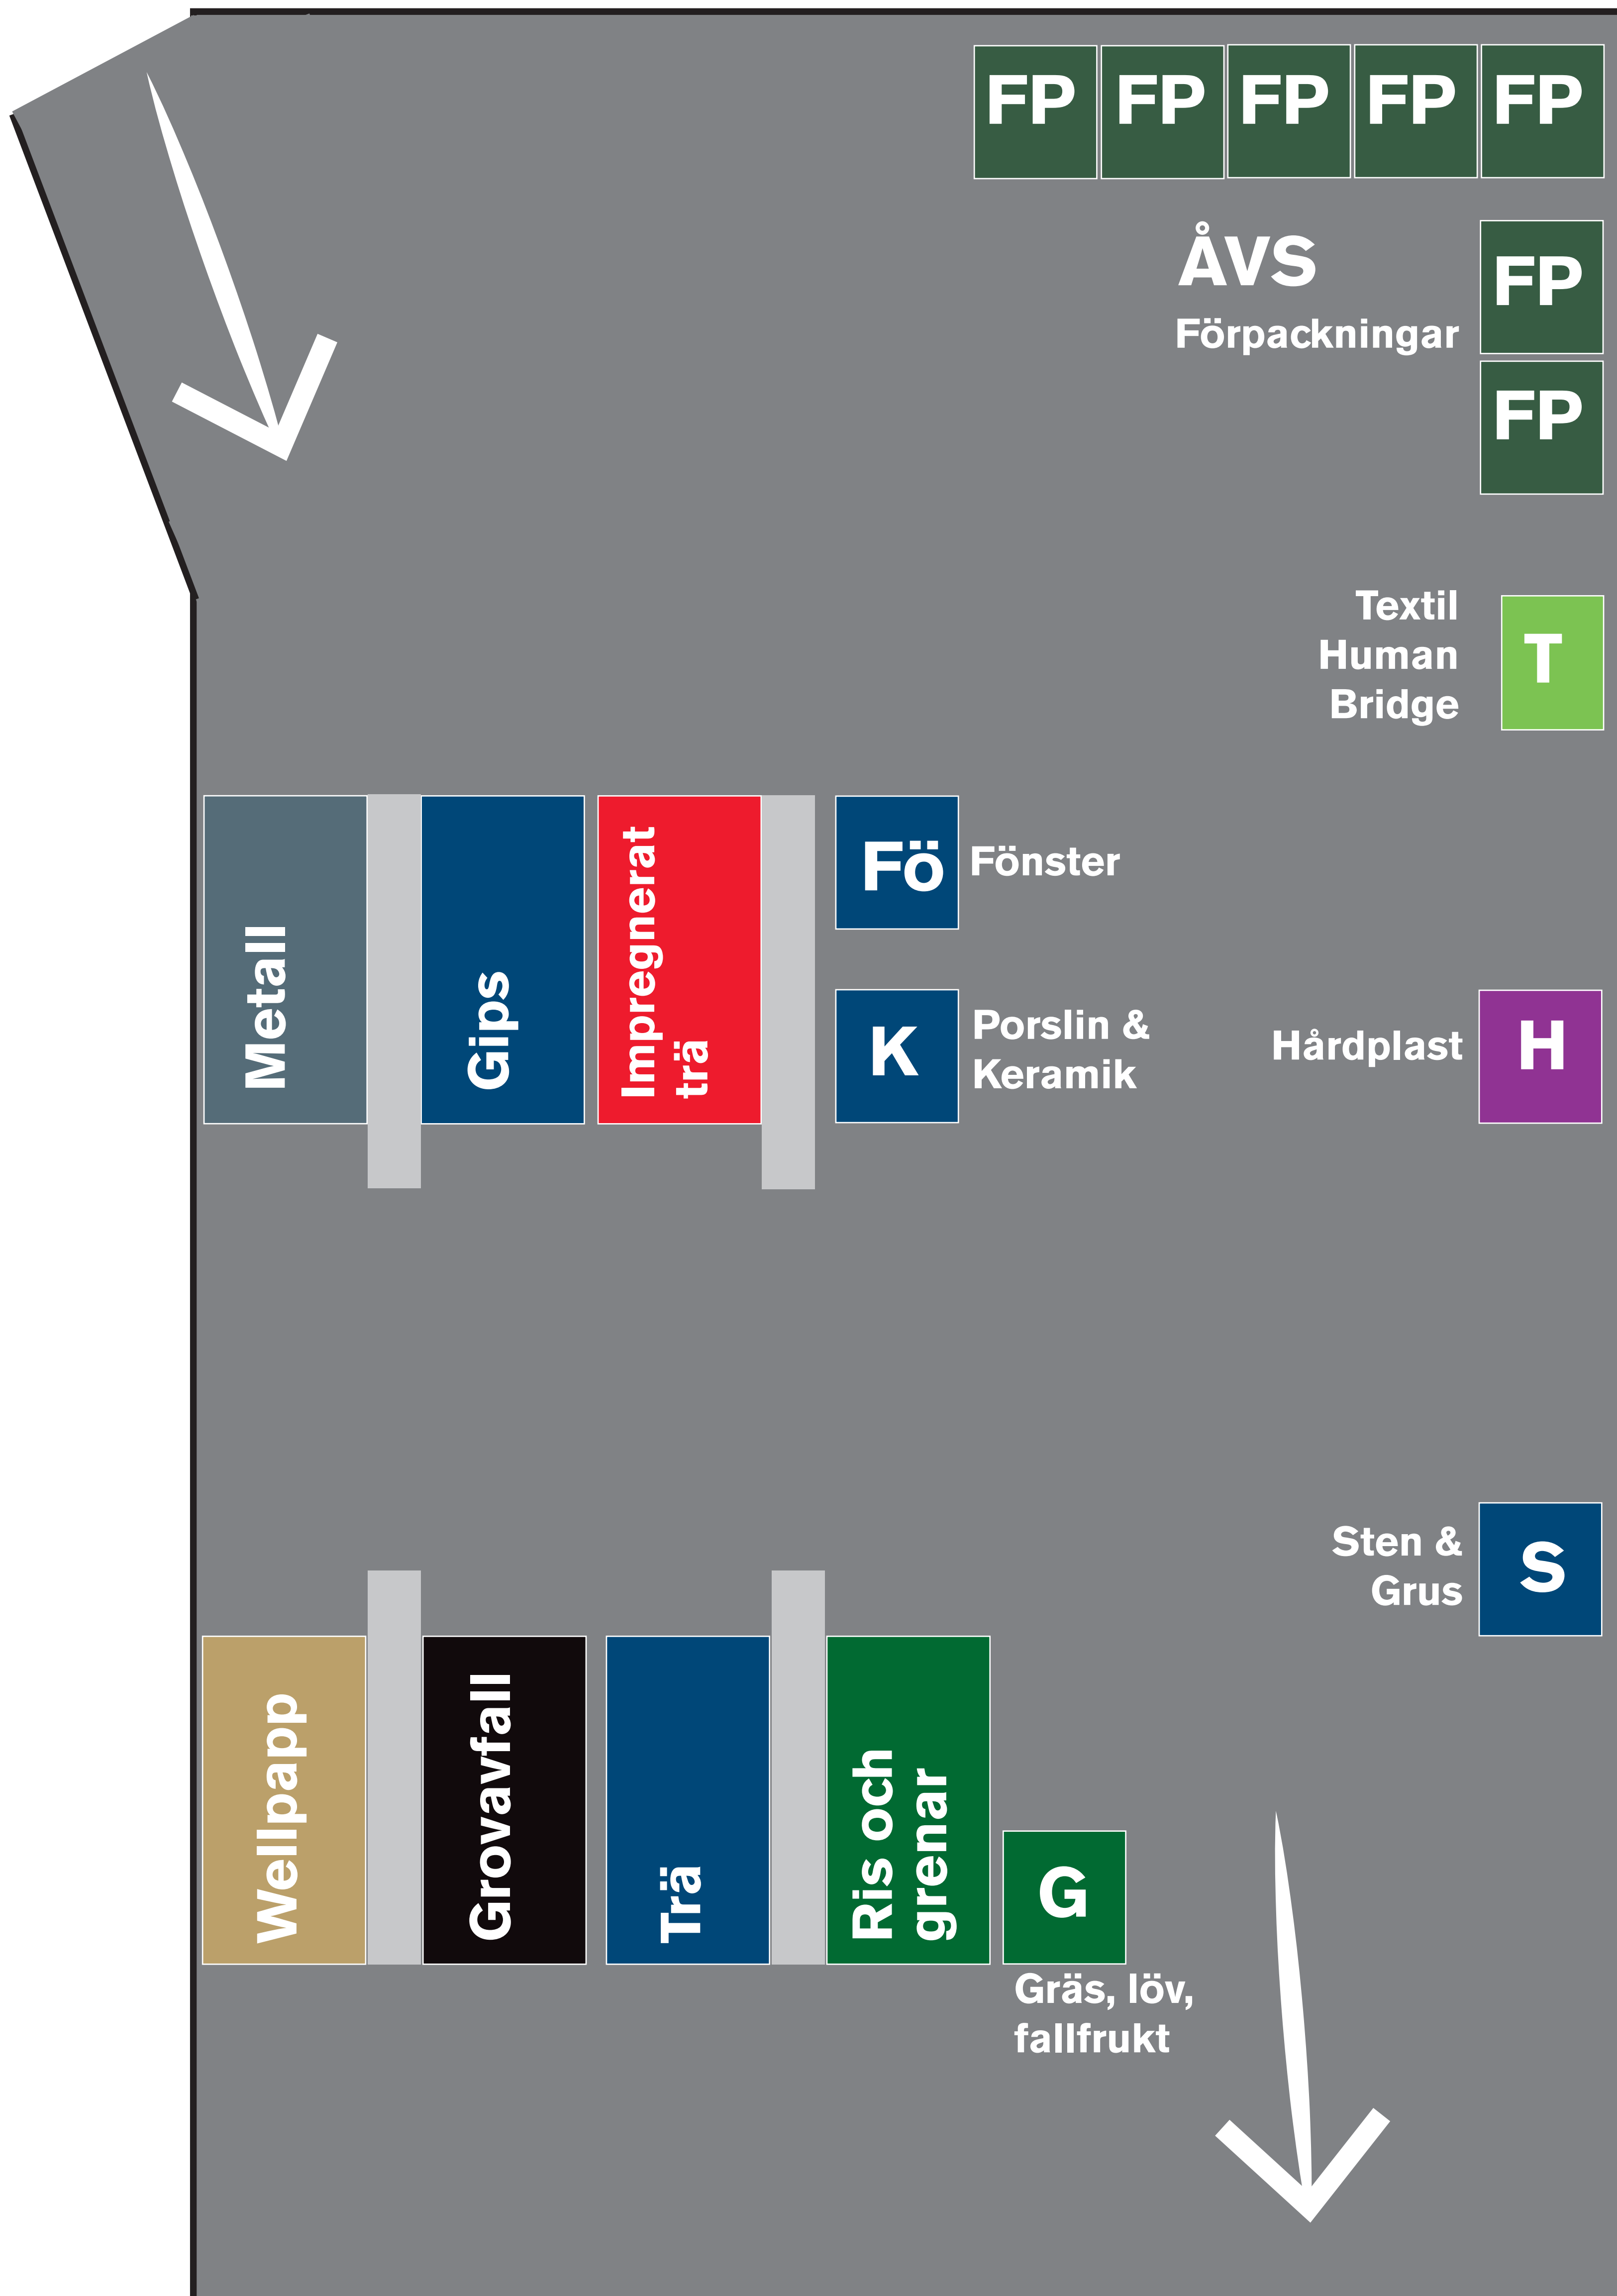 FP FP FP FP FP
ÅVS
Förpackningar
FP
FP
Textil
Human
Bridge
T
Metall
Gips
Impregnerat
trä
Fö
Fönster
K
Porslin &
Keramik
Hårdplast
H
Sten &
Grus
S
Wellpapp
Grovavfall
Trä
Ris och
grenar
G
Gräs, löv,
fallfrukt